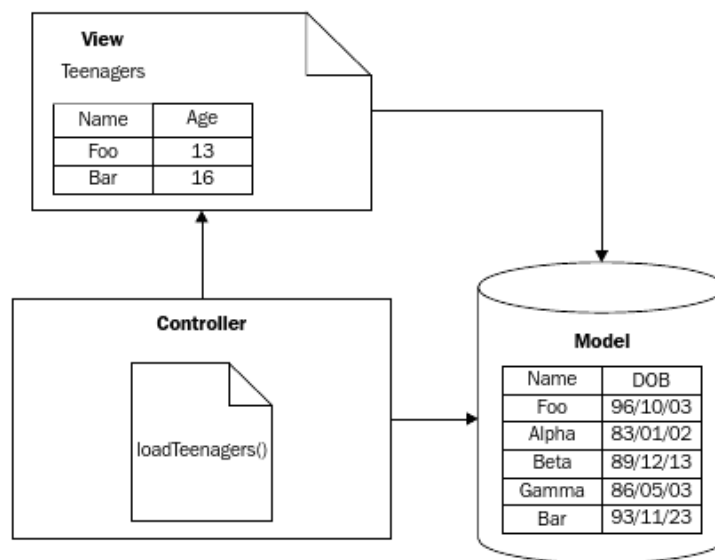 View
Teenagers
Name Age
Foo 13
Bar 16
Controller
loadTeenagers()
Model
Name DOB
Foo 96/10/03
Alpha 83/01/02
Beta 89/12/13
Gamma 86/05/03
Bar 93/11/23